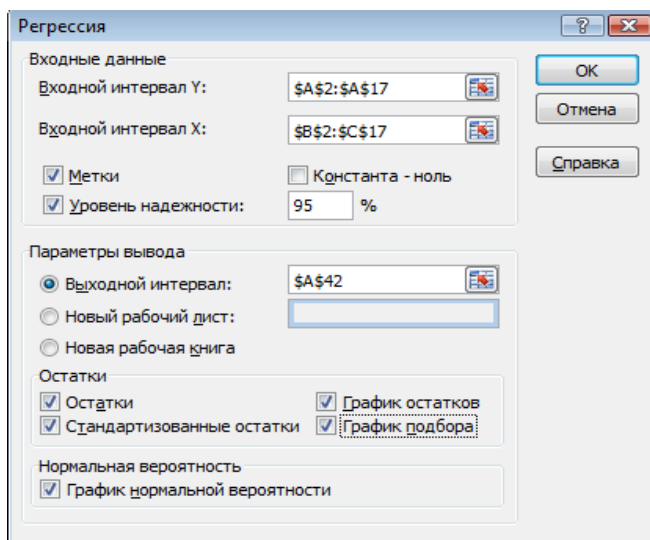 Регрессия
Входные данные
Входной интервал Y: $A$2:$A$17
Входной интервал X: $B$2:$C$17
Метки Константа - ноль
Уровень надежности: 95 %
OK
Отмена
Справка
Параметры вывода
Выходной интервал: $A$42
Новый рабочий лист:
Новая рабочая книга
Остатки
Остатки График остатков
Стандартизованные остатки График подбора
Нормальная вероятность
График нормальной вероятности